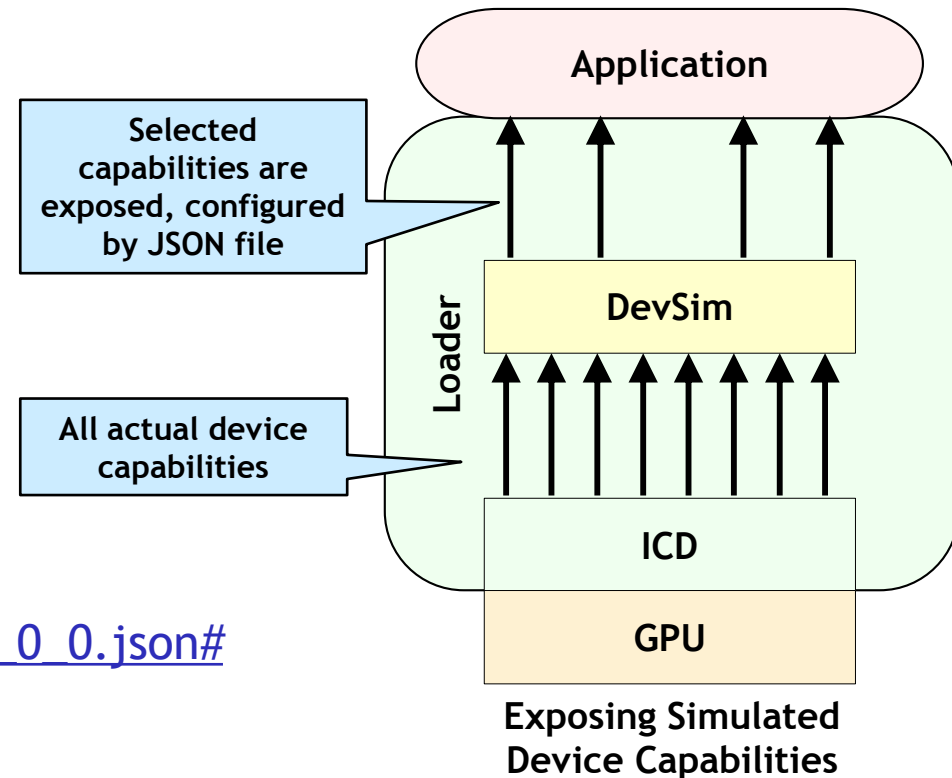 Application
Selected
capabilities are
exposed, configured
by JSON file
DevSim
Loader
All actual device
capabilities
ICD
GPU
_0_0.json#
Exposing Simulated
Device Capabilities